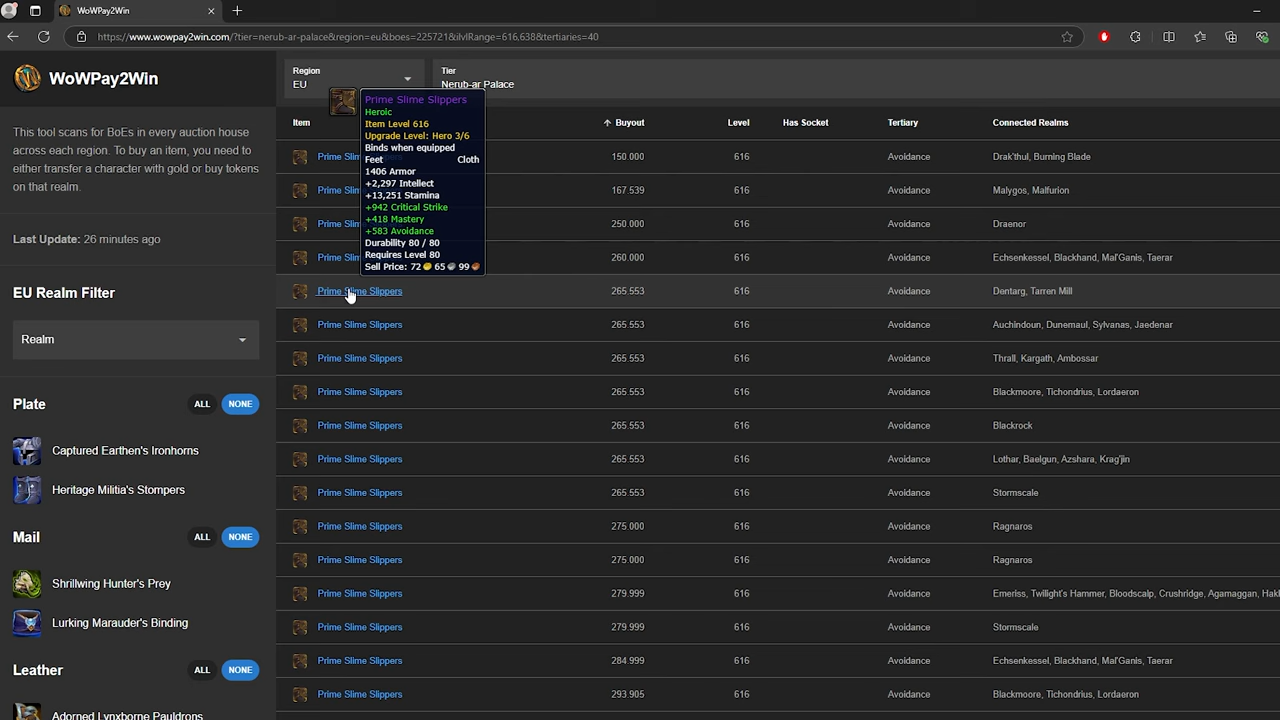 WoWPay2Win
https://www.wowpay2win.com/?tier=nerub-ar-palace&region=eu&boes=225721&ilvlRange=616,638&tertiaries=40
WoWPay2Win
This tool scans for BoEs in every auction house
across each region. To buy an item, you need to
either transfer a character with gold or buy tokens
on that realm.
Last Update: 26 minutes ago
EU Realm Filter
Realm
Plate ALL NONE
Captured Earthen's Ironhorns
Heritage Militia's Stompers
Mail ALL NONE
Shrillwing Hunter's Prey
Lurking Marauder's Binding
Leather ALL NONE
Adorned Lynxborne Pauldrons
Region
EU
Tier
Nerub-ar Palace
Prime Slime Slippers
Heroic
Item Level 616
Upgrade Level: Hero 3/6
Binds when equipped
Feet Cloth
1406 Armor
+2,297 Intellect
+13,251 Stamina
+942 Critical Strike
+418 Mastery
+583 Avoidance
Durability 80 / 80
Requires Level 80
Sell Price: 72 65 99
Item Buyout Level Has Socket Tertiary Connected Realms
Prime 150 000 616 Avoidance Drak'thul, Burning Blade
Prime 167 539 616 Avoidance Malygos, Malfurion
Prime 250 000 616 Avoidance Draenor
Prime 260 000 616 Avoidance Echsenkessel, Blackhand, Mal'Ganis, Taerar
Prime Slime Slippers 265 553 616 Avoidance Dentarg, Tarren Mill
Prime Slime Slippers 265 553 616 Avoidance Auchindoun, Dunemaul, Sylvanas, Jaedenar
Prime Slime Slippers 265 553 616 Avoidance Thrall, Kargath, Ambossar
Prime Slime Slippers 265 553 616 Avoidance Blackmoore, Tichondrius, Lordaeron
Prime Slime Slippers 265 553 616 Avoidance Blackrock
Prime Slime Slippers 265 553 616 Avoidance Lothar, Baelgun, Azshara, Krag'jin
Prime Slime Slippers 265 553 616 Avoidance Stormscale
Prime Slime Slippers 275 000 616 Avoidance Ragnaros
Prime Slime Slippers 275 000 616 Avoidance Ragnaros
Prime Slime Slippers 279 999 616 Avoidance Emeriss, Twilight's Hammer, Bloodscalp, Crushridge, Agamaggan, Hakk
Prime Slime Slippers 279 999 616 Avoidance Stormscale
Prime Slime Slippers 284 999 616 Avoidance Echsenkessel, Blackhand, Mal'Ganis, Taerar
Prime Slime Slippers 293 905 616 Avoidance Blackmoore, Tichondrius, Lordaeron